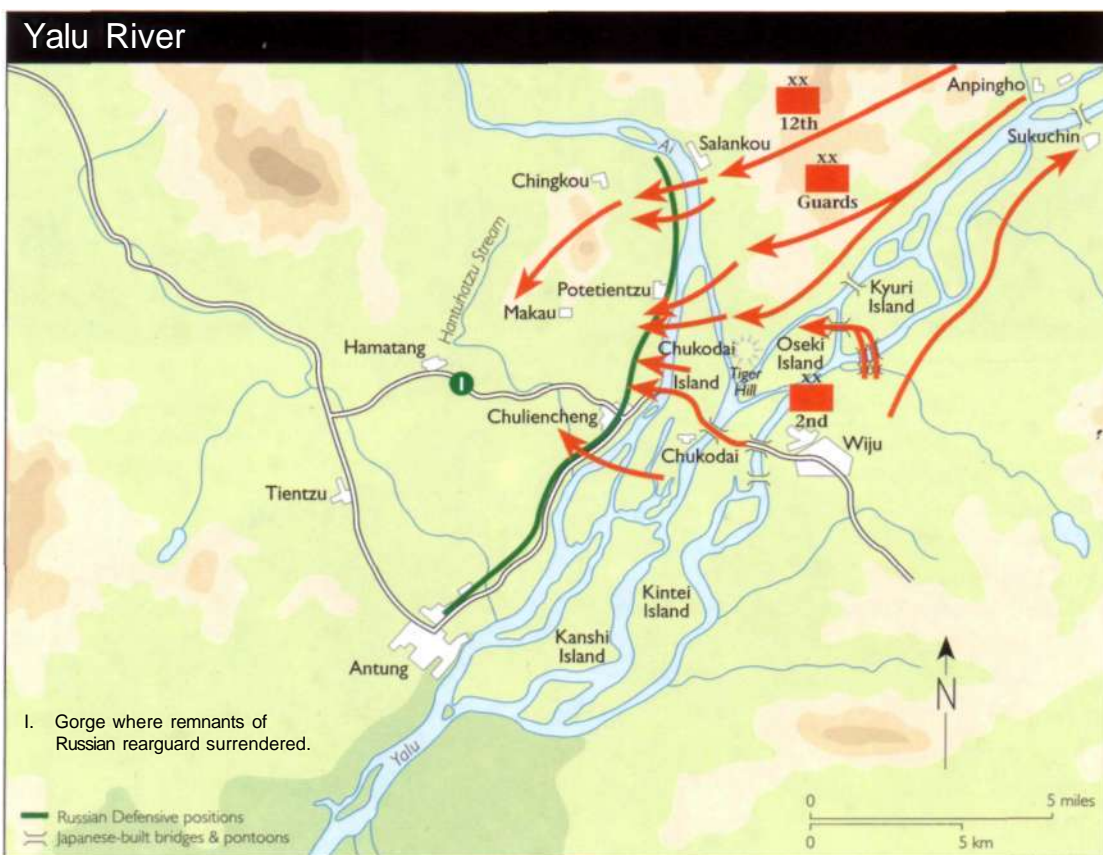 Yalu River
xx
12th
Anpingho
Sukuchin
Ai
Salankou
xx
Guards
Chingkou
Hantuhatzu Stream
Potetientzu
Makau
Kyuri
Island
Hamatang
I
Chukodai
Island
Oseki
Island
Tiger
Hill
xx
2nd
Chuliencheng
Chukodai
Wiju
Tientzu
Kintei
Island
Kanshi
Island
Antung
N
I. Gorge where remnants of
Russian rearguard surrendered.
Yalu
Russian Defensive positions
Japanese-built bridges & pontoons
0 5 miles
0 5 km